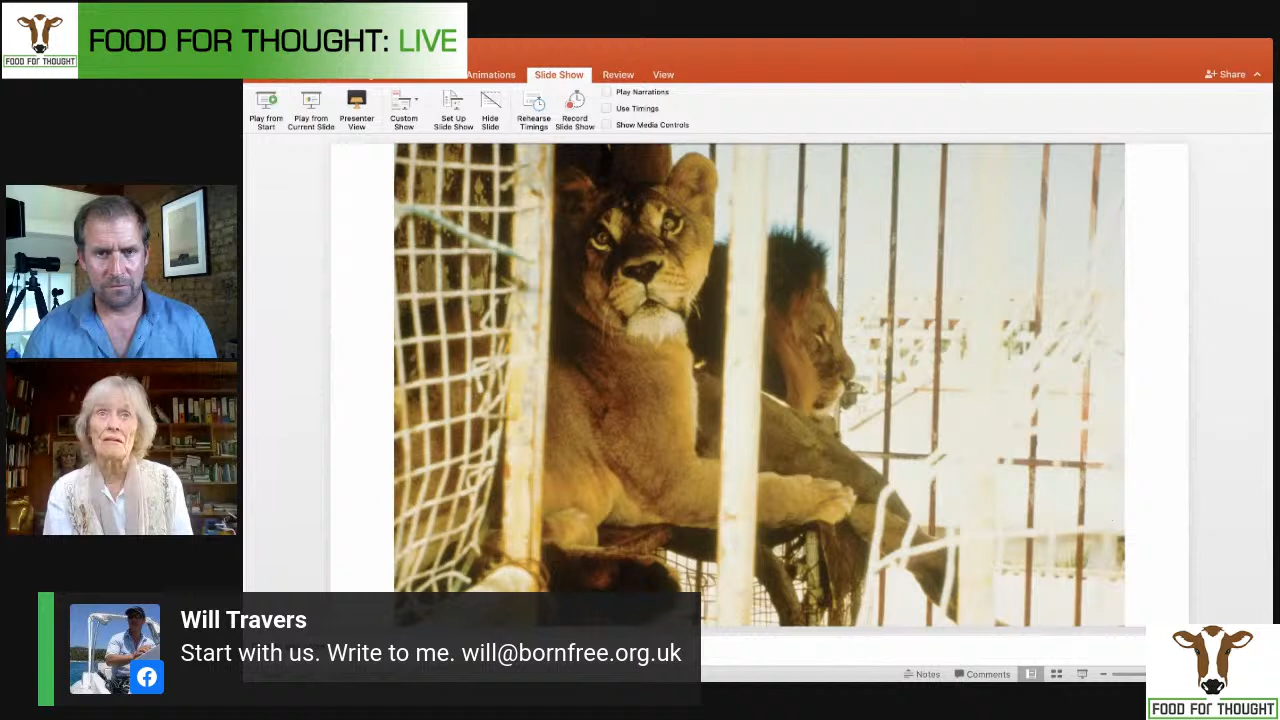 FOOD FOR THOUGHT
FOOD FOR THOUGHT: LIVE
Animations
Slide Show
Review
View
Share
Play from
Start
Play from
Current Slide
Presenter
View
Custom
Show
Set Up
Slide Show
Hide
Slide
Rehearse
Timings
Record
Slide Show
Play Narrations
Use Timings
Show Media Controls
Will Travers
Start with us. Write to me. will@bornfree.org.uk
Notes
Comments
FOOD FOR THOUGHT